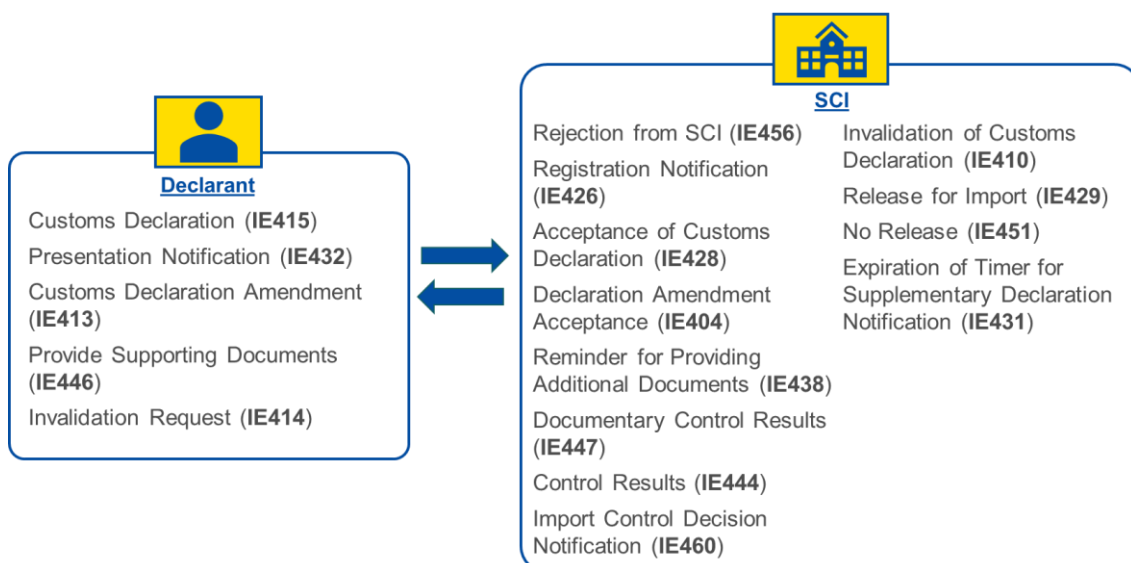 Declarant
Customs Declaration (IE415)
Presentation Notification (IE432)
Customs Declaration Amendment
(IE413)
Provide Supporting Documents
(IE446)
Invalidation Request (IE414)
SCI
Rejection from SCI (IE456)
Registration Notification
(IE426)
Acceptance of Customs
Declaration (IE428)
Declaration Amendment
Acceptance (IE404)
Reminder for Providing
Additional Documents (IE438)
Documentary Control Results
(IE447)
Control Results (IE444)
Import Control Decision
Notification (IE460)
Invalidation of Customs
Declaration (IE410)
Release for Import (IE429)
No Release (IE451)
Expiration of Timer for
Supplementary Declaration
Notification (IE431)